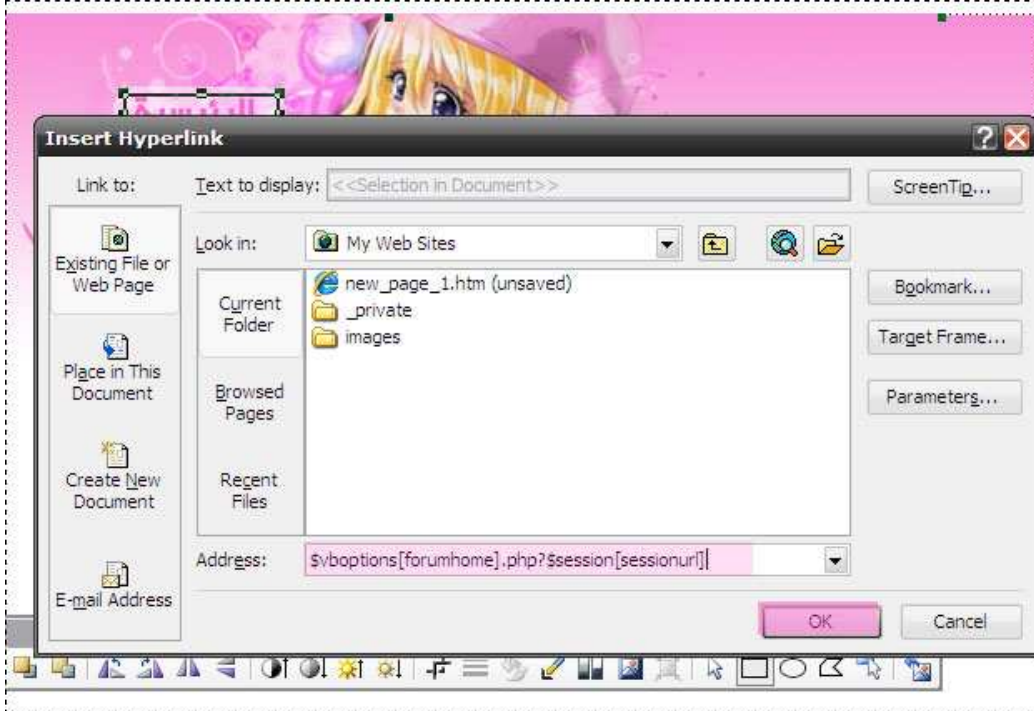 الرئيسية
Insert Hyperlink
Link to:
Text to display: <<Selection in Document>>
ScreenTip...
Existing File or
Web Page
Look in: My Web Sites
new_page_1.htm (unsaved)
_private
images
Current
Folder
Browsed
Pages
Recent
Files
Bookmark...
Target Frame...
Parameters...
Place in This
Document
Create New
Document
E-mail Address
Address: $vboptions[forumhome].php?$session[sessionurl]
OK
Cancel